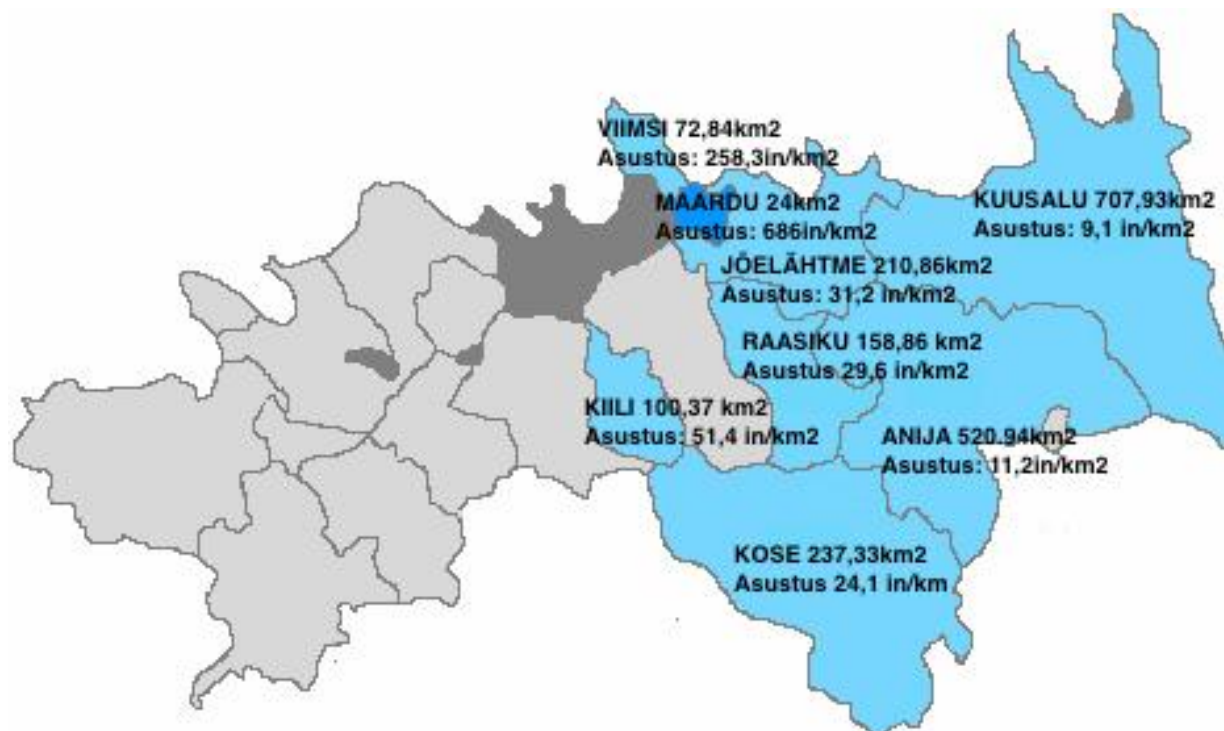 VIIMSI 72,84km2
Asustus: 258,3in/km2
MAARDU 24km2
Asustus: 686in/km2
KUUSALU 707,93km2
Asustus: 9,1 in/km2
JÕELÄHTME 210,86km2
Asustus: 31,2 in/km2
RAASIKU 158,86 km2
Asustus 29,6 in/km2
KIILI 100,37 km2
Asustus: 51,4 in/km2
ANIJA 520.94km2
Asustus: 11,2in/km2
KOSE 237,33km2
Asustus 24,1 in/km